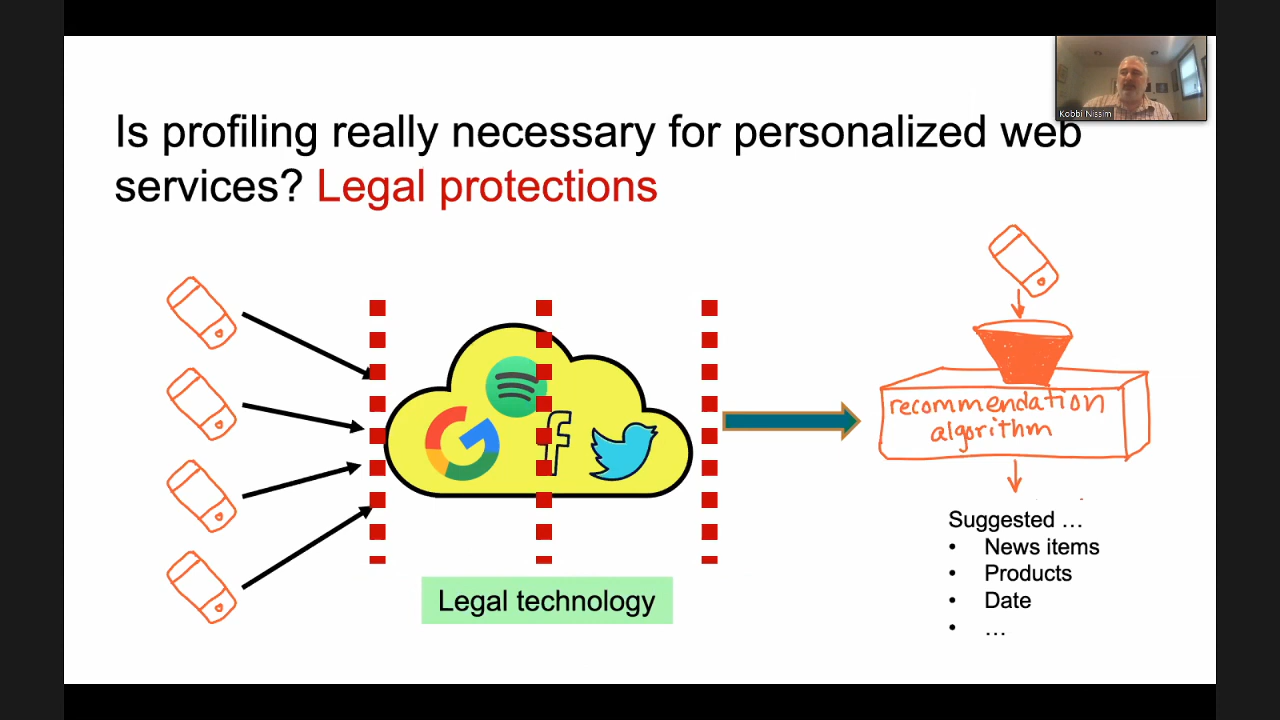 Kobbi Nissim
Is profiling really necessary for personalized web
services? Legal protections
recommendation
algorithm
Suggested …
• News items
• Products
• Date
• …
Legal technology